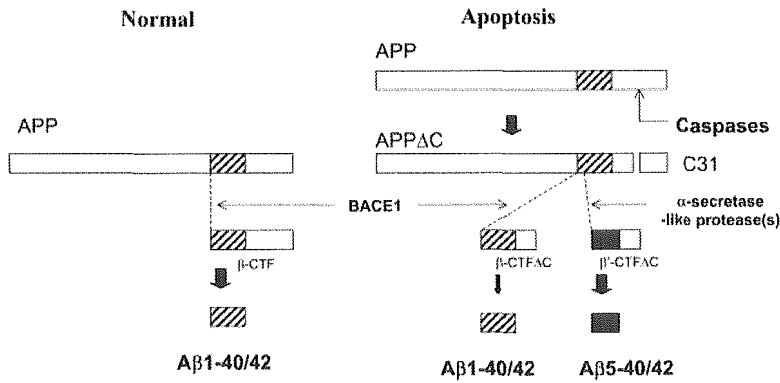 Normal
Apoptosis
APP
APP
Caspases
APPΔC
C31
BACE1
α-secretase
-like protease(s)
β-CTF
β-CTFΔC
β'-CTFΔC
Aβ1-40/42
Aβ1-40/42
Aβ5-40/42